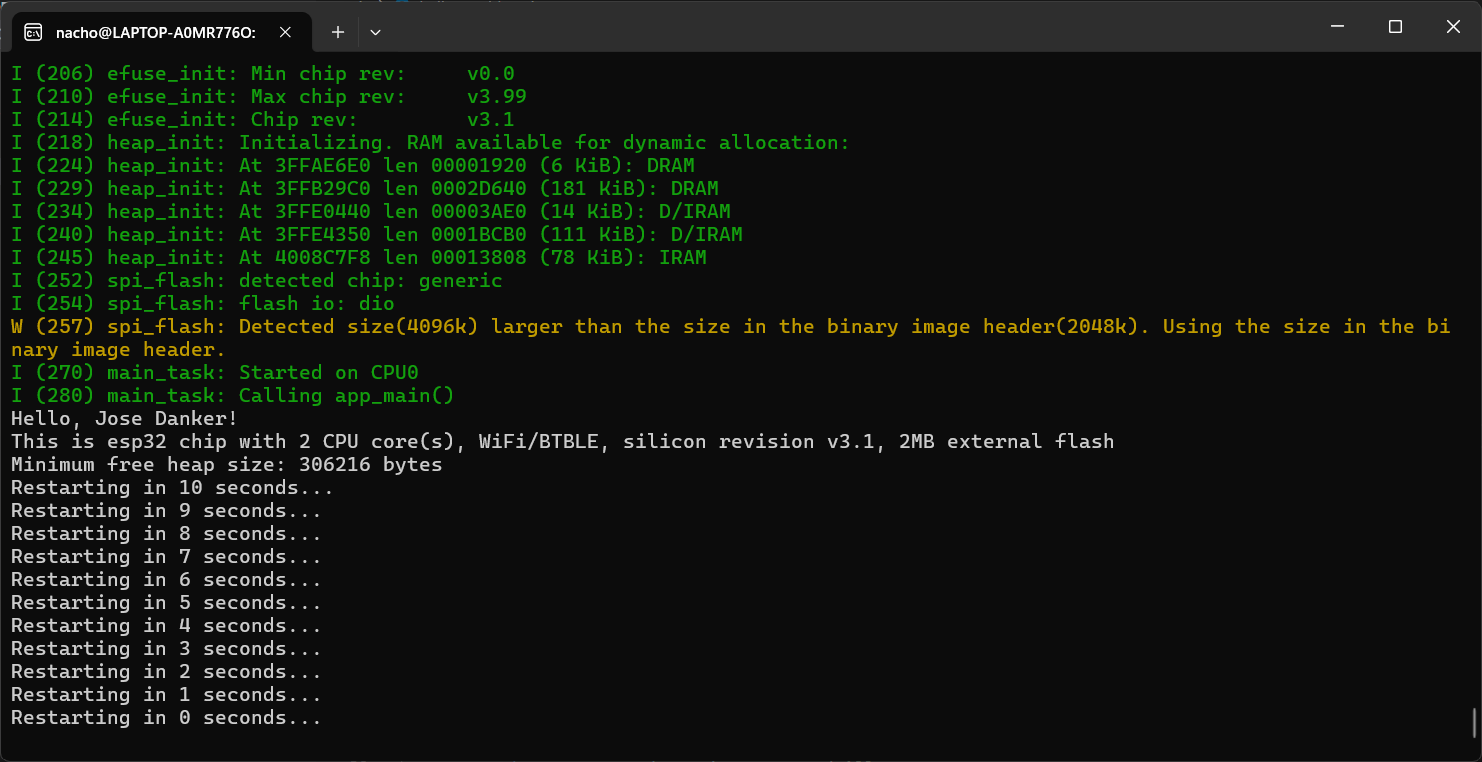 nacho@LAPTOP-A0MR776O:
I (206) efuse_init: Min chip rev:     v0.0
I (210) efuse_init: Max chip rev:     v3.99
I (214) efuse_init: Chip rev:         v3.1
I (218) heap_init: Initializing. RAM available for dynamic allocation:
I (224) heap_init: At 3FFAE6E0 len 00001920 (6 KiB): DRAM
I (229) heap_init: At 3FFB29C0 len 0002D640 (181 KiB): DRAM
I (234) heap_init: At 3FFE0440 len 00003AE0 (14 KiB): D/IRAM
I (240) heap_init: At 3FFE4350 len 0001BCB0 (111 KiB): D/IRAM
I (245) heap_init: At 4008C7F8 len 00013808 (78 KiB): IRAM
I (252) spi_flash: detected chip: generic
I (254) spi_flash: flash io: dio
W (257) spi_flash: Detected size(4096k) larger than the size in the binary image header(2048k). Using the size in the bi
nary image header.
I (270) main_task: Started on CPU0
I (280) main_task: Calling app_main()
Hello, Jose Danker!
This is esp32 chip with 2 CPU core(s), WiFi/BTBLE, silicon revision v3.1, 2MB external flash
Minimum free heap size: 306216 bytes
Restarting in 10 seconds...
Restarting in 9 seconds...
Restarting in 8 seconds...
Restarting in 7 seconds...
Restarting in 6 seconds...
Restarting in 5 seconds...
Restarting in 4 seconds...
Restarting in 3 seconds...
Restarting in 2 seconds...
Restarting in 1 seconds...
Restarting in 0 seconds...